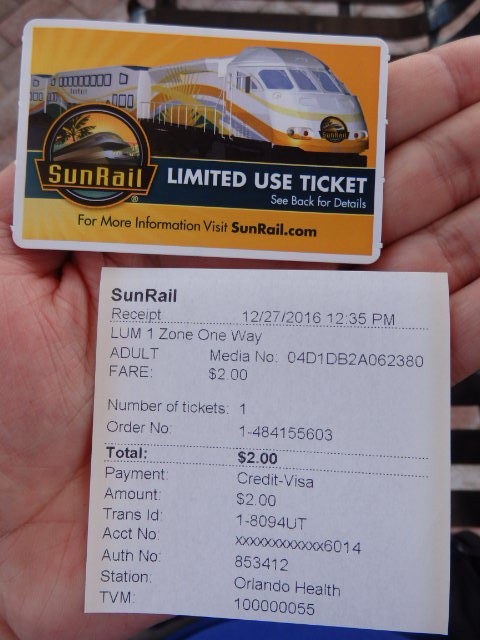 SunRail®
LIMITED USE TICKET
See Back for Details
For More Information Visit SunRail.com
SunRail
Receipt 12/27/2016 12:35 PM
LUM 1 Zone One Way
ADULT Media No: 04D1DB2A062380
FARE: $2.00
Number of tickets: 1
Order No: 1-484155603
Total: $2.00
Payment: Credit-Visa
Amount: $2.00
Trans Id: 1-8094UT
Acct No: xxxxxxxxxxxx6014
Auth No: 853412
Station: Orlando Health
TVM: 100000055